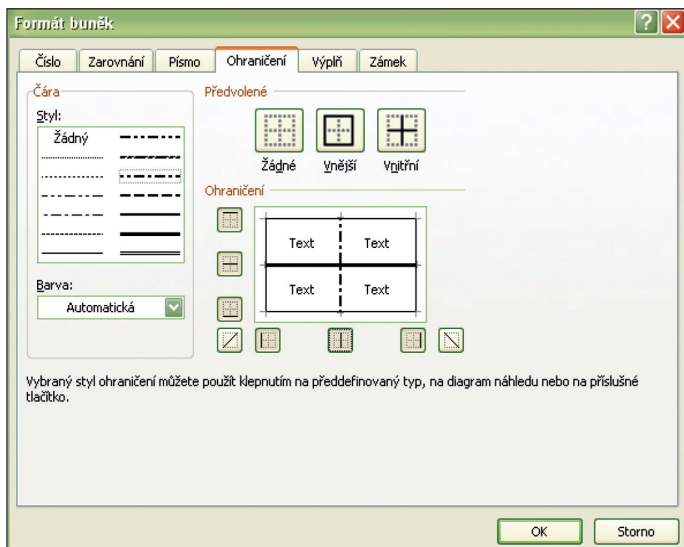 Formát buněk
Číslo Zarovnání Písmo Ohraničení Výplň Zámek
Čára
Styl:
Žádný
Barva:
Automatická
Předvolené
Žádné Vnější Vnitřní
Ohraničení
Text Text
Text Text
Vybraný styl ohraničení můžete použít klepnutím na předdefinovaný typ, na diagram náhledu nebo na příslušné
tlačítko.
OK Storno